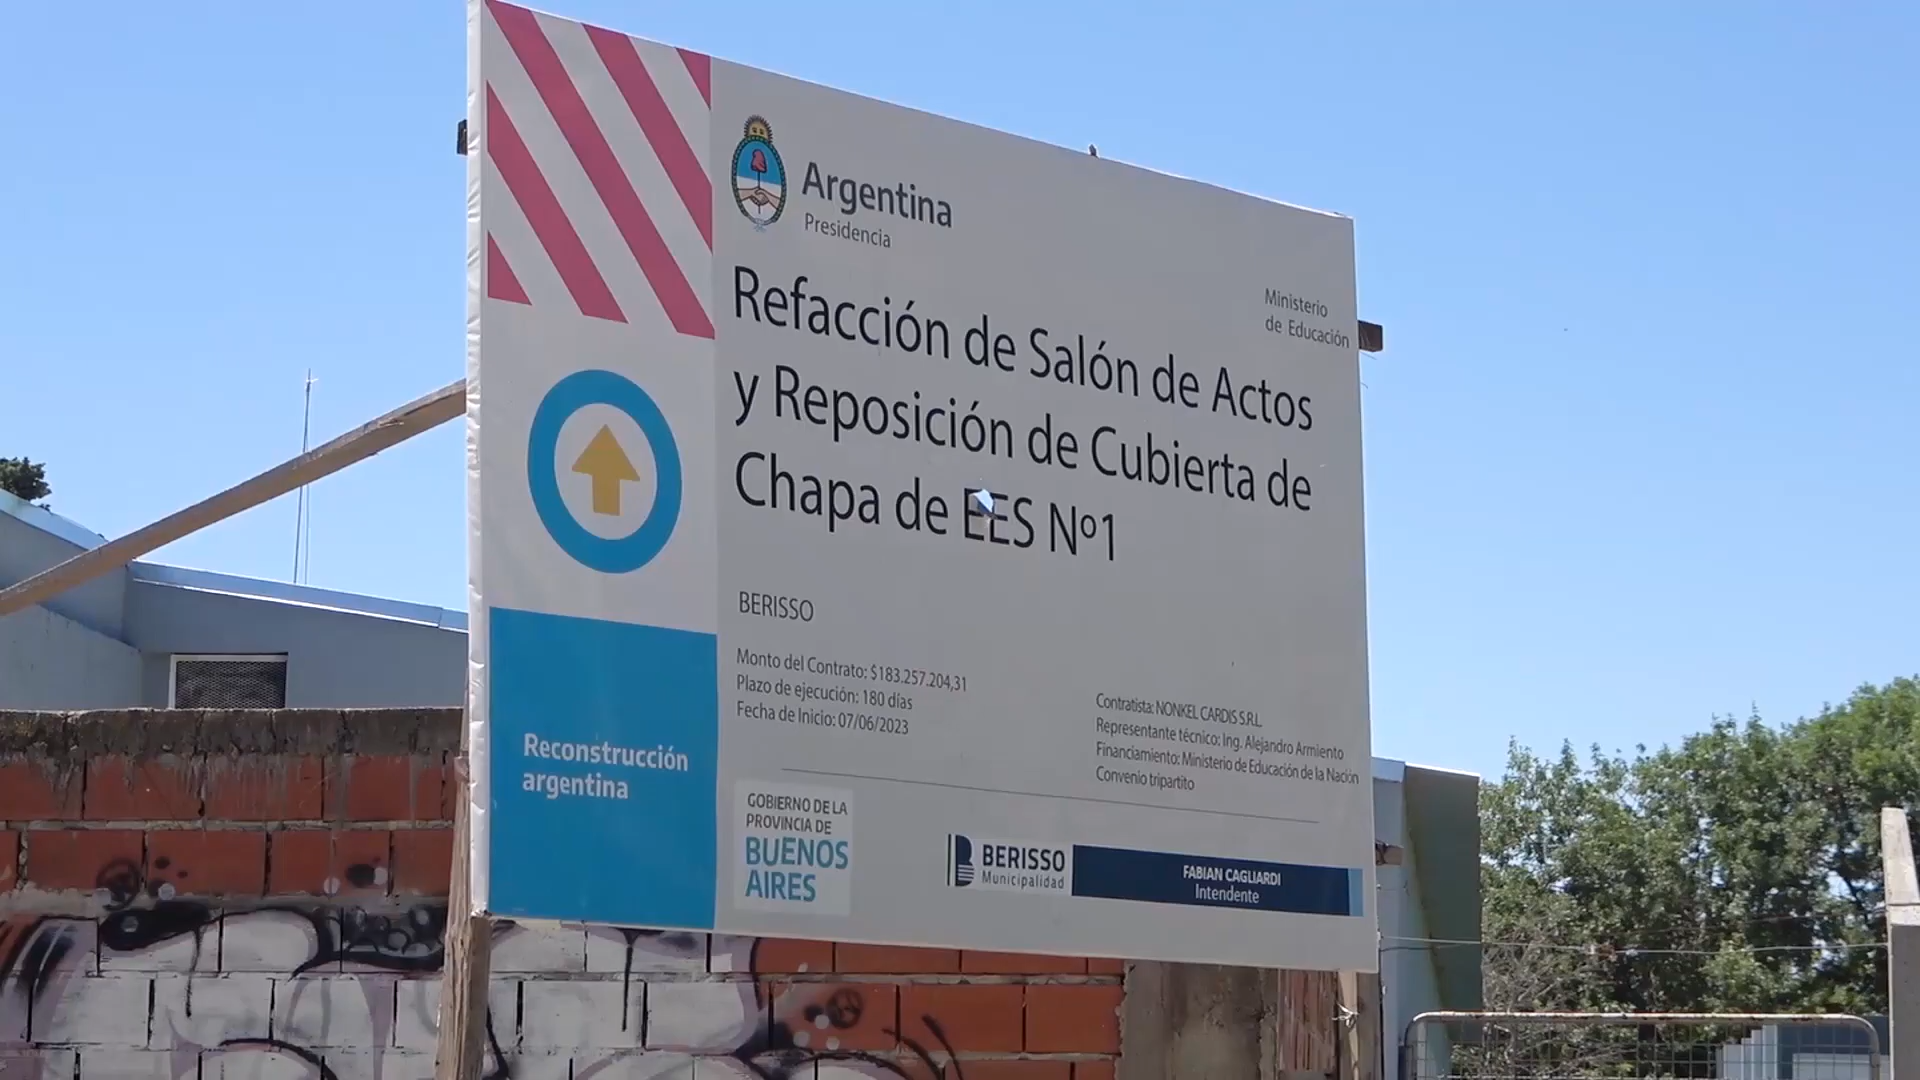 Argentina
Presidencia
Ministerio
de Educación
Refacción de Salón de Actos
y Reposición de Cubierta de
Chapa de EES Nº1
BERISSO
Monto del Contrato: $183.257.204,31
Plazo de ejecución: 180 días
Fecha de Inicio: 07/06/2023
Contratista: NONKEL CARDIS S.R.L.
Representante técnico: Ing. Alejandro Armiento
Financiamiento: Ministerio de Educación de la Nación
Convenio tripartito
Reconstrucción
argentina
GOBIERNO DE LA
PROVINCIA DE
BUENOS
AIRES
BERISSO
Municipalidad
FABIAN CAGLIARDI
Intendente